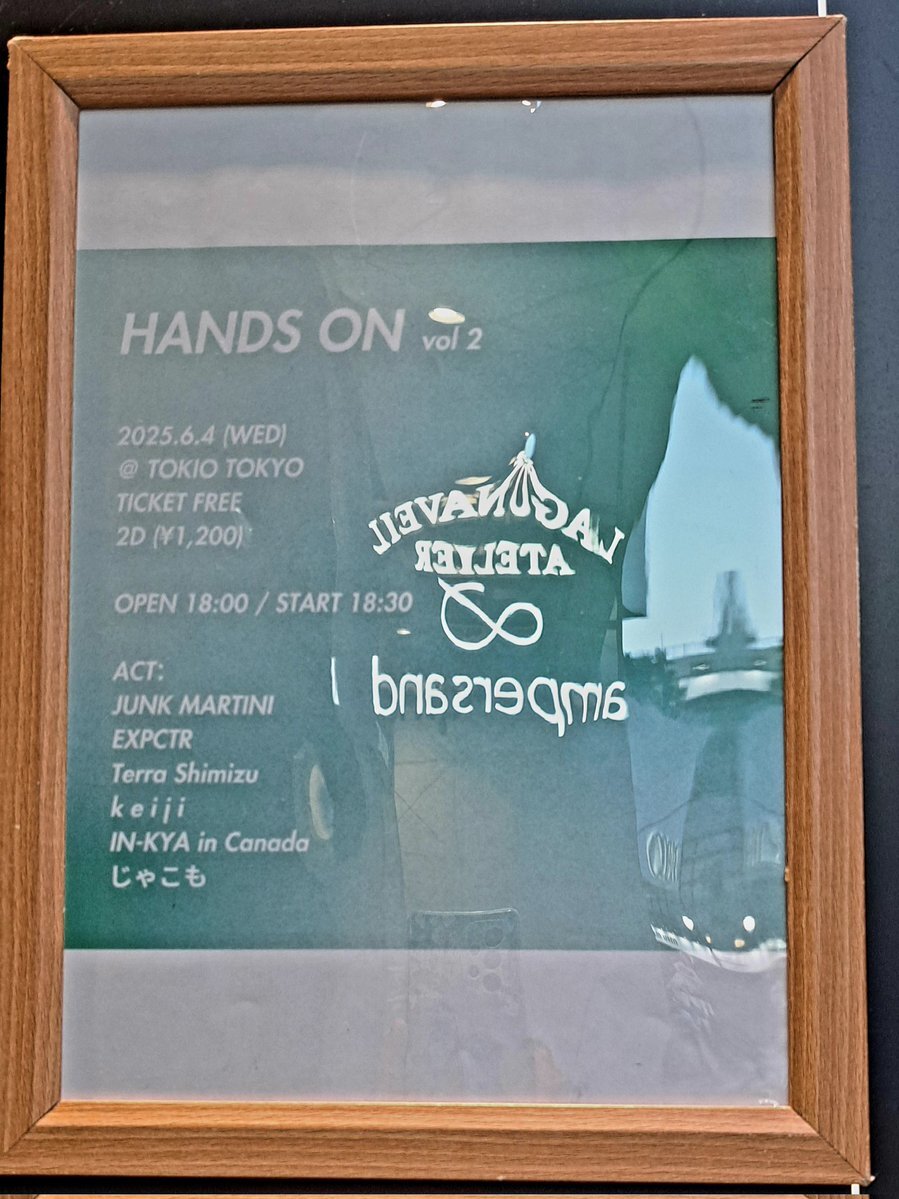 HANDS ON vol 2
2025.6.4 (WED)
@ TOKIO TOKYO
TICKET FREE
2D (¥1,200)
OPEN 18:00 / START 18:30
ACT:
JUNK MARTINI
EXPCTR
Terra Shimizu
k e i j i
IN-KYA in Canada
じゃこも
LAGUNAVEIL
ATELIER
&
ampersand